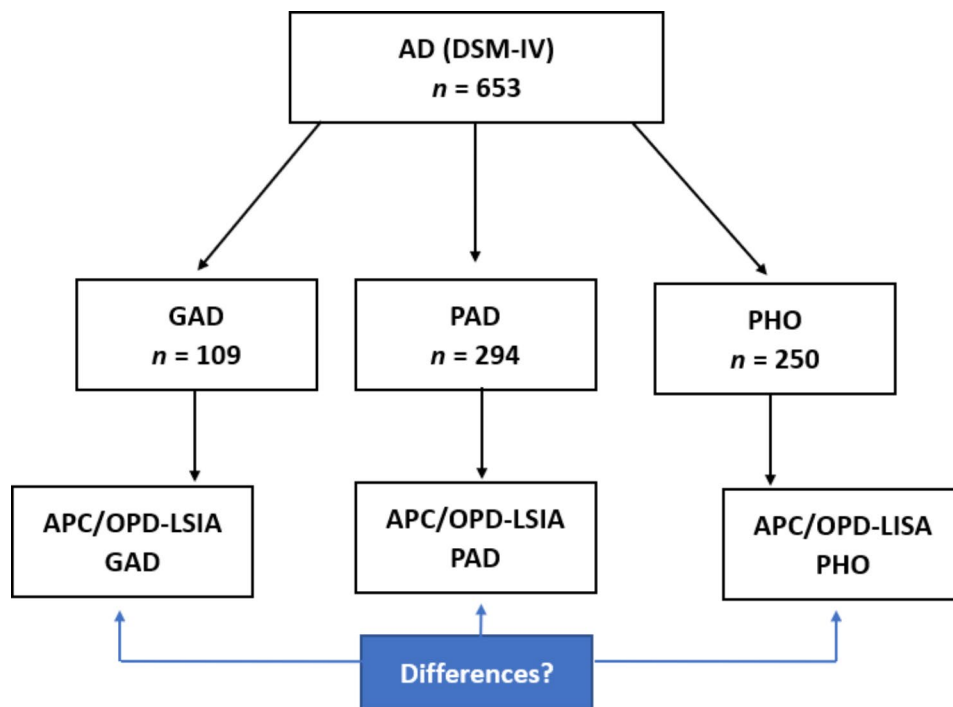 AD (DSM-IV)
n = 653
GAD
n = 109
PAD
n = 294
PHO
n = 250
APC/OPD-LSIA
GAD
APC/OPD-LSIA
PAD
APC/OPD-LISA
PHO
Differences?